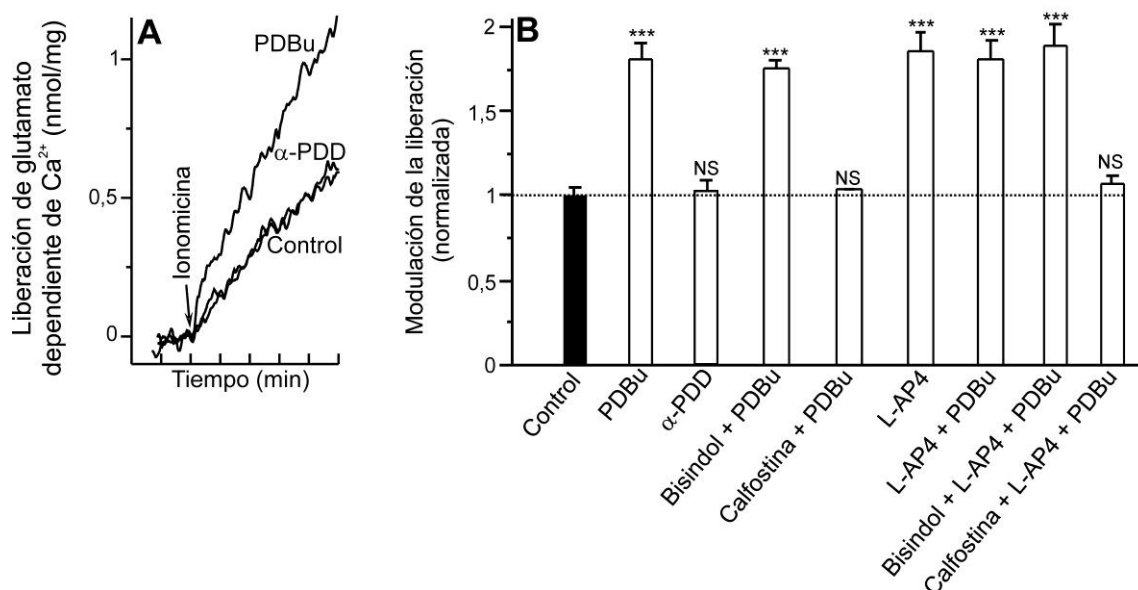 A
Liberación de glutamato
dependiente de Ca²⁺ (nmol/mg)
1
0,5
0
PDBu
α-PDD
Control
Ionomicina
Tiempo (min)
B
Modulación de la liberación
(normalizada)
2
1,5
1
0,5
0
***
NS
***
NS
***
***
***
NS
Control
PDBu
α-PDD
Bisindol + PDBu
Calfostina + PDBu
L-AP4
L-AP4 + PDBu
Bisindol + L-AP4 + PDBu
Calfostina + L-AP4 + PDBu